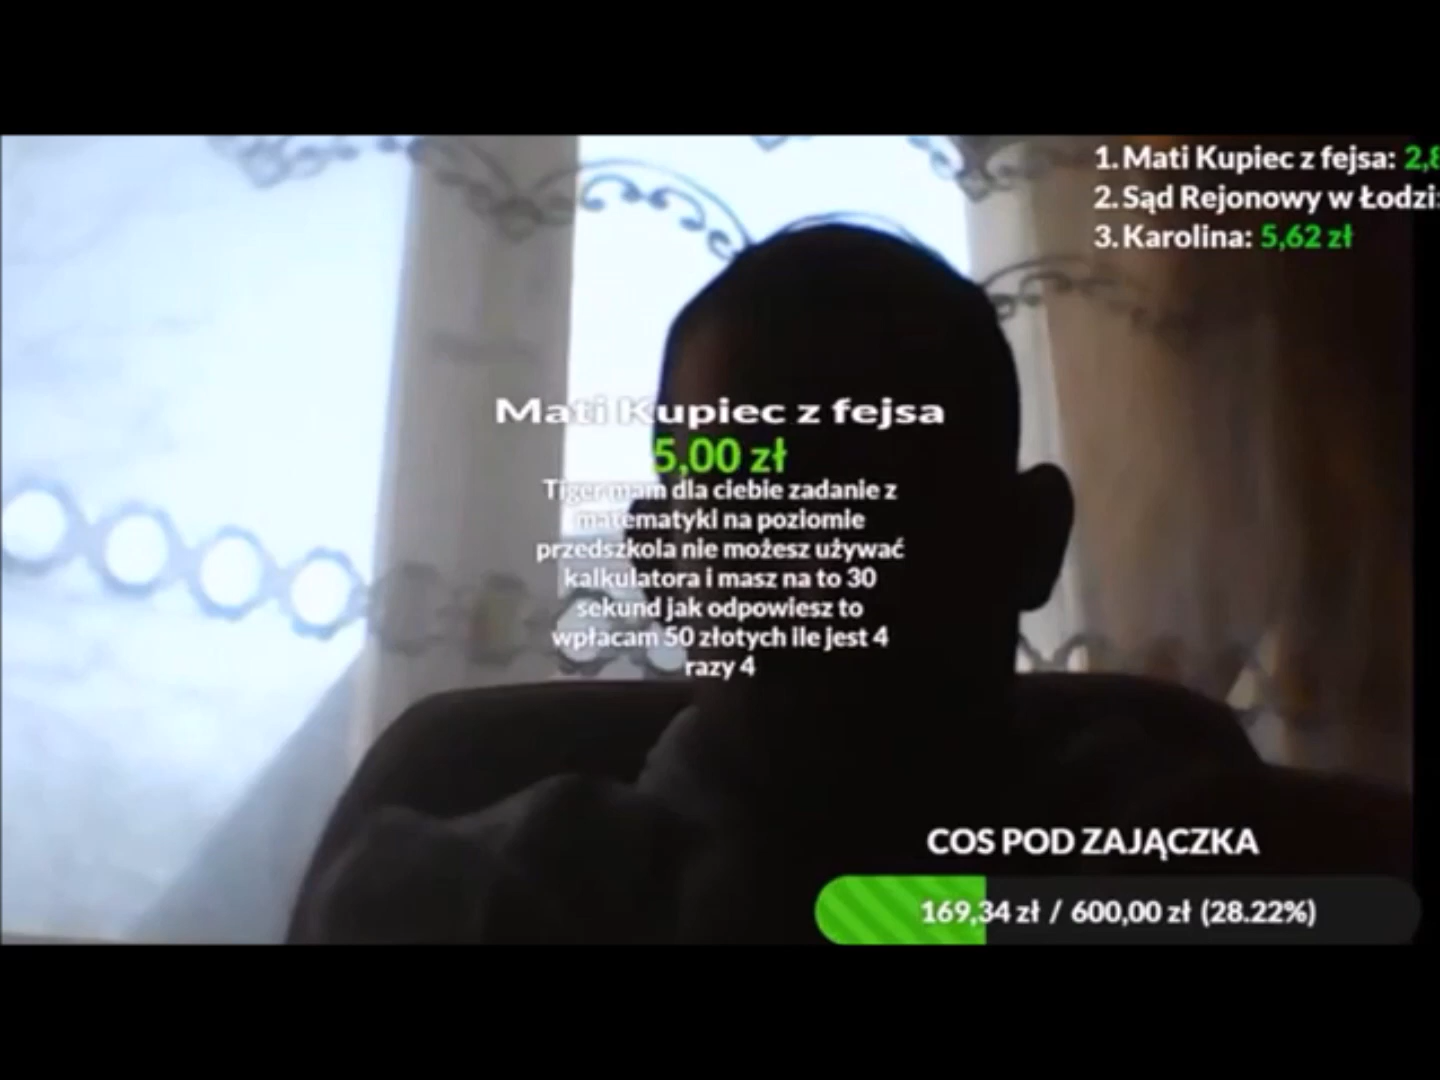 1. Mati Kupiec z fejsa: 2,8
2. Sąd Rejonowy w Łodzi:
3. Karolina: 5,62 zł
Mati Kupiec z fejsa
5,00 zł
Tiger mam dla ciebie zadanie z
matematyki na poziomie
przedszkola nie możesz używać
kalkulatora i masz na to 30
sekund jak odpowiesz to
wpłacam 50 złotych ile jest 4
razy 4
COS POD ZAJĄCZKA
169,34 zł / 600,00 zł (28.22%)